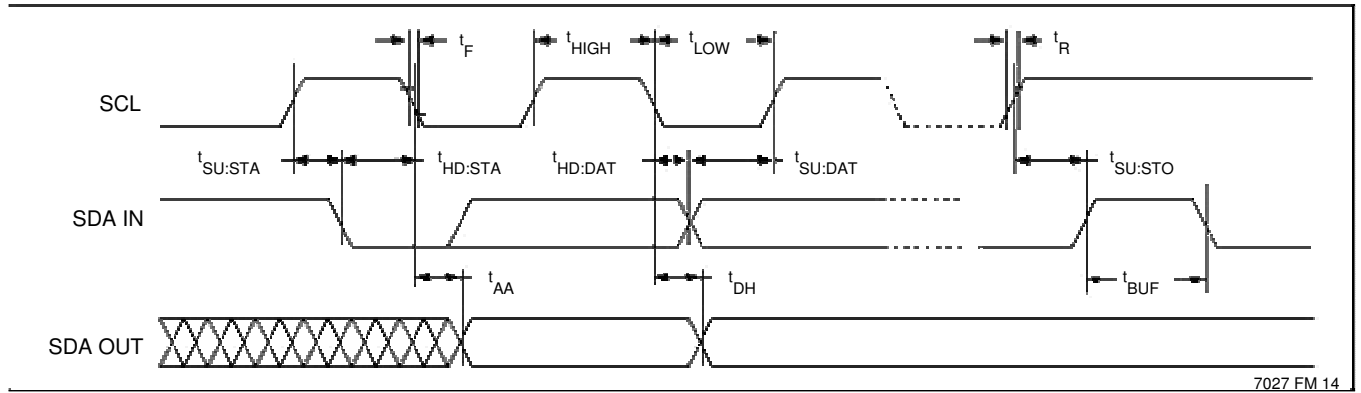 tF tHIGH tLOW tR
SCL
tSU:STA tHD:STA tHD:DAT tSU:DAT tSU:STO
SDA IN
tAA tDH tBUF
SDA OUT
7027 FM 14